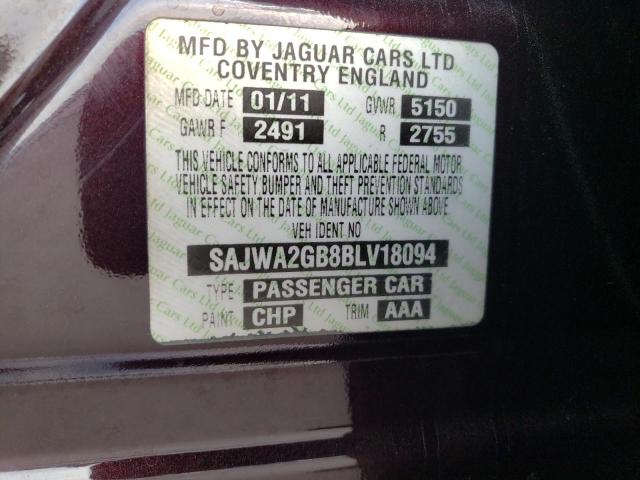 MFD BY JAGUAR CARS LTD
COVENTRY ENGLAND
MFD DATE 01/11 GVWR 5150
GAWR F 2491 R 2755
THIS VEHICLE CONFORMS TO ALL APPLICABLE FEDERAL MOTOR
VEHICLE SAFETY BUMPER AND THEFT PREVENTION STANDARDS
IN EFFECT ON THE DATE OF MANUFACTURE SHOWN ABOVE
VEH IDENT NO
SAJWA2GB8BLV18094
TYPE PASSENGER CAR
PAINT CHP TRIM AAA